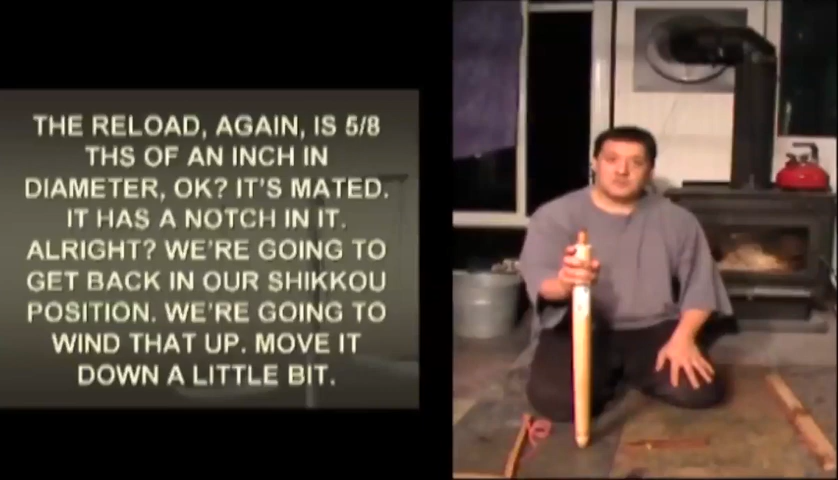 THE RELOAD, AGAIN, IS 5/8
THS OF AN INCH IN
DIAMETER, OK? IT'S MATED.
IT HAS A NOTCH IN IT.
ALRIGHT? WE'RE GOING TO
GET BACK IN OUR SHIKKOU
POSITION. WE'RE GOING TO
WIND THAT UP. MOVE IT
DOWN A LITTLE BIT.